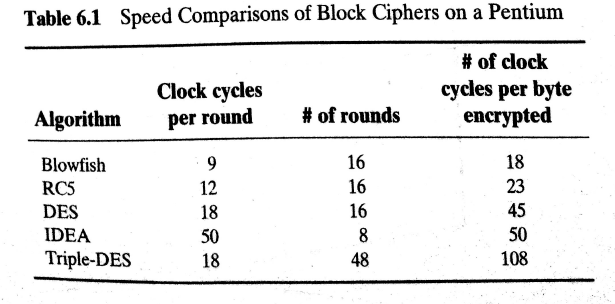 Table 6.1 Speed Comparisons of Block Ciphers on a Pentium
Algorithm Clock cycles per round # of rounds # of clock cycles per byte encrypted
Blowfish 9 16 18
RC5 12 16 23
DES 18 16 45
IDEA 50 8 50
Triple-DES 18 48 108